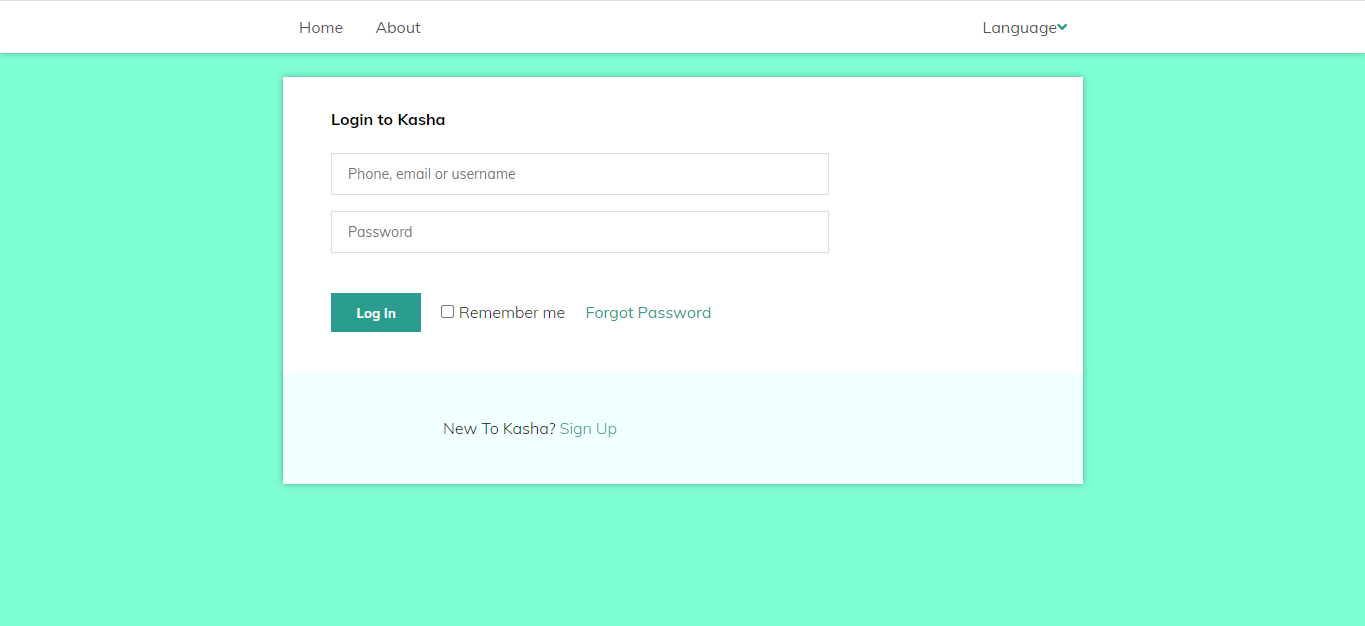 Home About Language
Login to Kasha
Phone, email or username
Password
Log In Remember me Forgot Password
New To Kasha? Sign Up